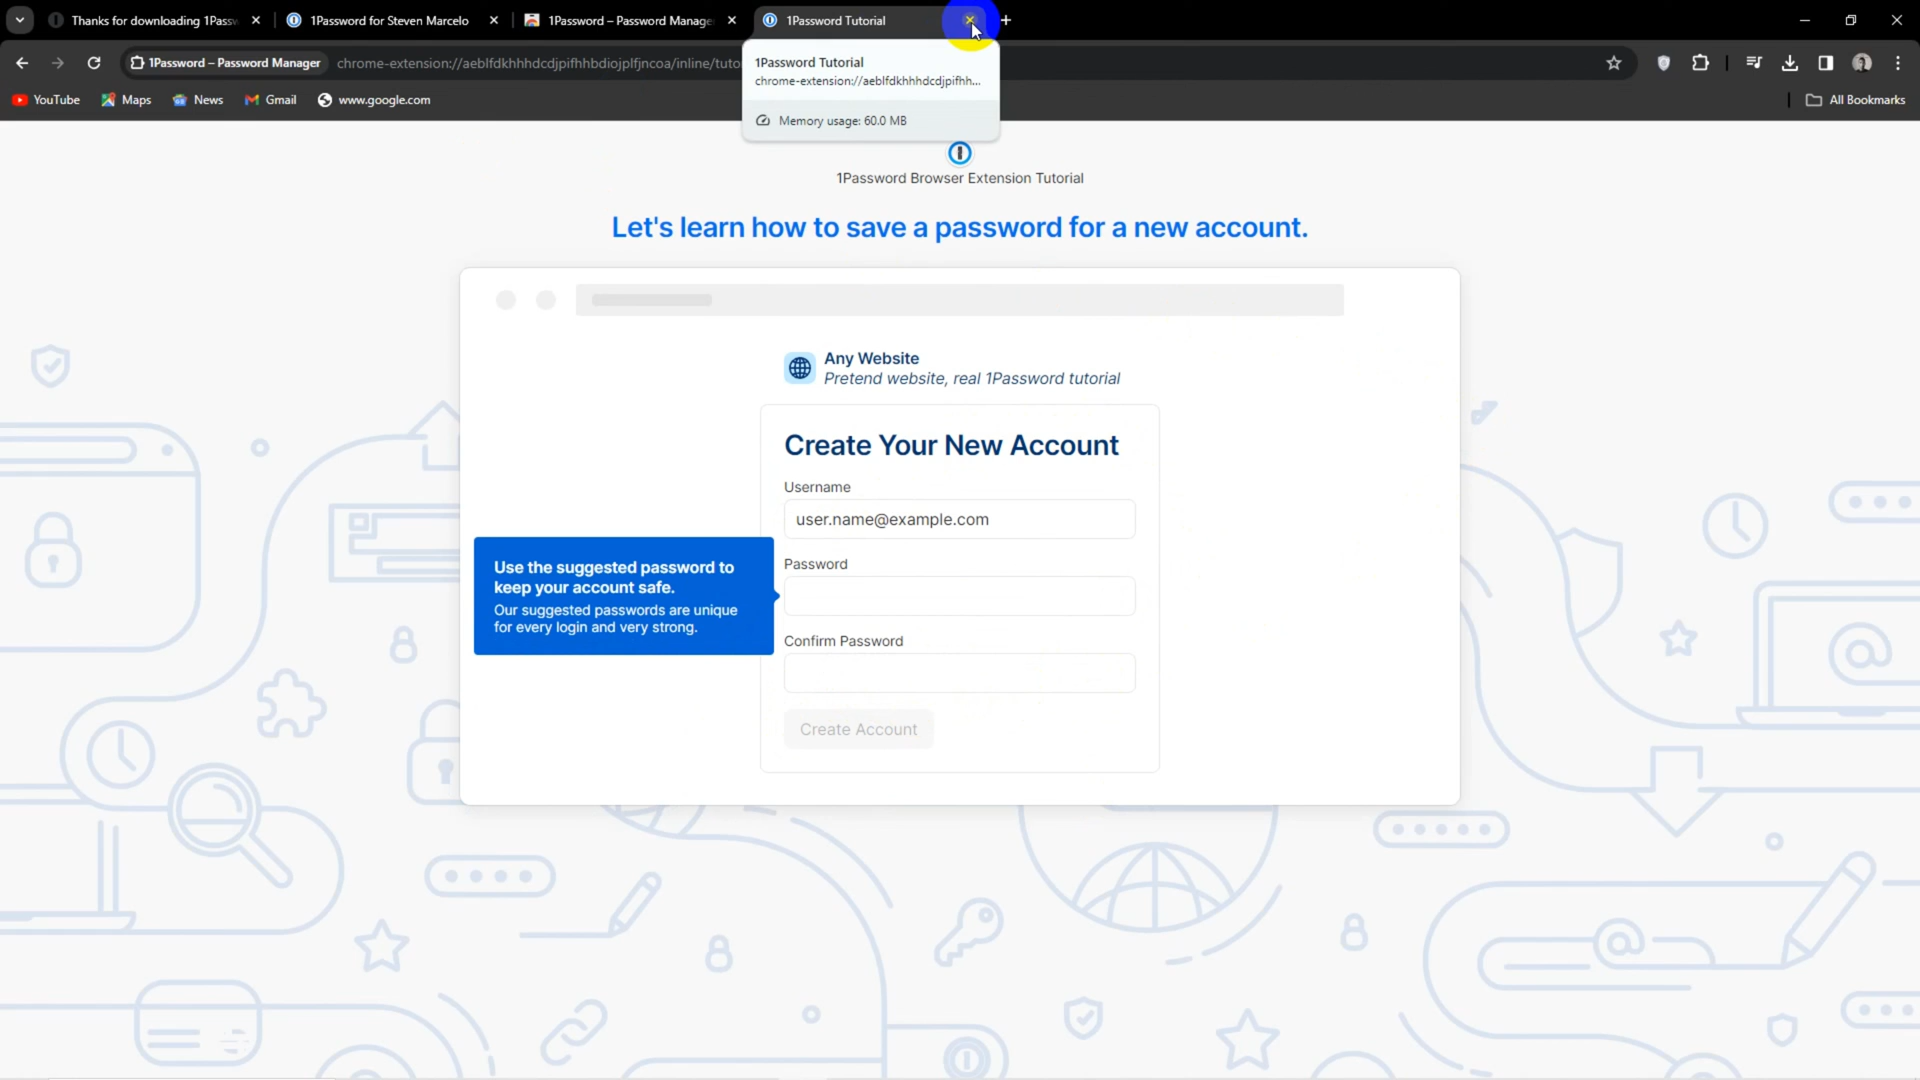 Thanks for downloading 1Passw
1Password for Steven Marcelo
1Password – Password Manage
1Password Tutorial
1Password – Password Manager
chrome-extension://aeblfdkhhhdcdjpifhhbdiojplfjncoa/inline/tuto
1Password Tutorial
chrome-extension://aeblfdkhhhdcdjpifhh...
Memory usage: 60.0 MB
YouTube
Maps
News
Gmail
www.google.com
All Bookmarks
1Password Browser Extension Tutorial
Let's learn how to save a password for a new account.
Any Website
Pretend website, real 1Password tutorial
Create Your New Account
Username
user.name@example.com
Use the suggested password to
keep your account safe.
Our suggested passwords are unique
for every login and very strong.
Password
Confirm Password
Create Account